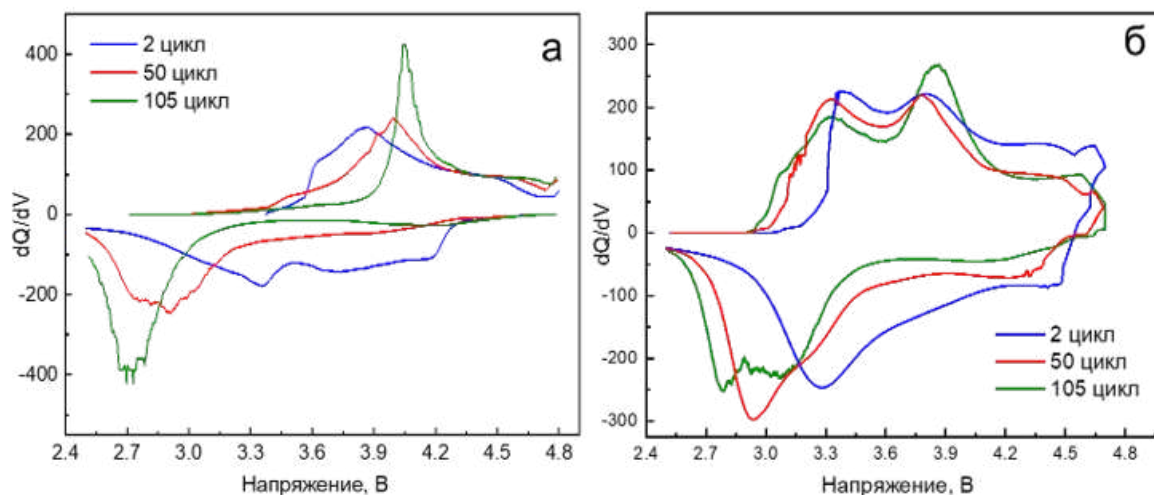 а
2 цикл
50 цикл
105 цикл
dQ/dV
400
200
0
-200
-400
2.4 2.7 3.0 3.3 3.6 3.9 4.2 4.5 4.8
Напряжение, В
б
dQ/dV
300
200
100
0
-100
-200
-300
2 цикл
50 цикл
105 цикл
2.4 2.7 3.0 3.3 3.6 3.9 4.2 4.5 4.8
Напряжение, В